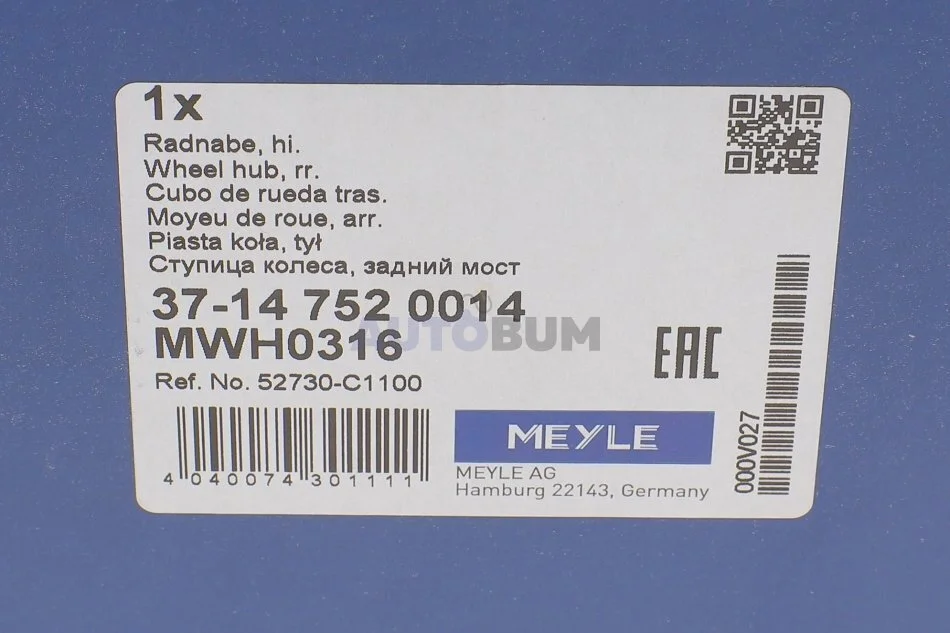 1x
Radnabe, hi.
Wheel hub, rr.
Cubo de rueda tras.
Moyeu de roue, arr.
Piasta koła, tył
Ступица колеса, задний мост
37-14 752 0014
AUTOBUM
MWH0316
EAC
Ref. No. 52730-C1100
MEYLE
MEYLE AG
Hamburg 22143, Germany
4 040074 301111
000V027